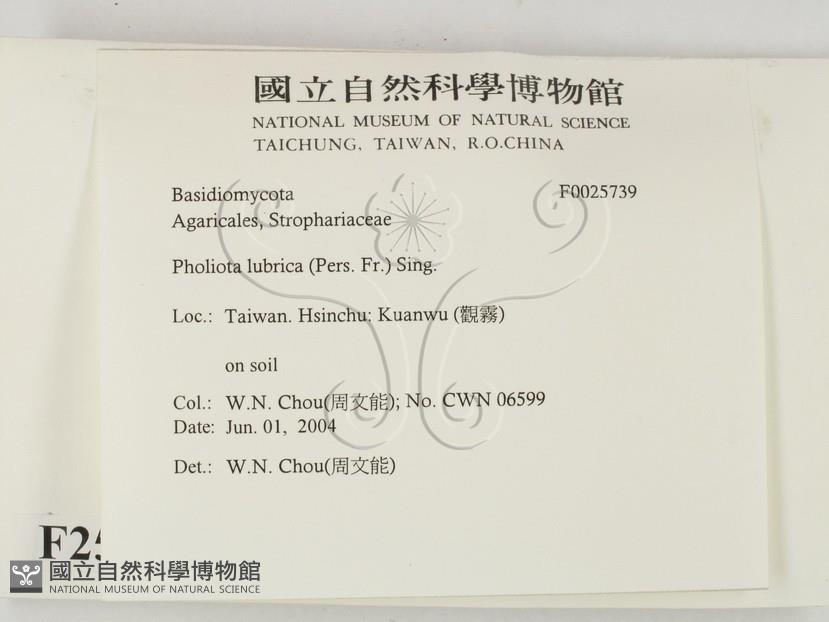 國立自然科學博物館
NATIONAL MUSEUM OF NATURAL SCIENCE
TAICHUNG, TAIWAN, R.O.CHINA
Basidiomycota F0025739
Agaricales, Strophariaceae
Pholiota lubrica (Pers. Fr.) Sing.
Loc.: Taiwan. Hsinchu: Kuanwu (觀霧)
on soil
Col.: W.N. Chou(周文能); No. CWN 06599
Date: Jun. 01, 2004
Det.: W.N. Chou(周文能)
F25
國立自然科學博物館
NATIONAL MUSEUM OF NATURAL SCIENCE